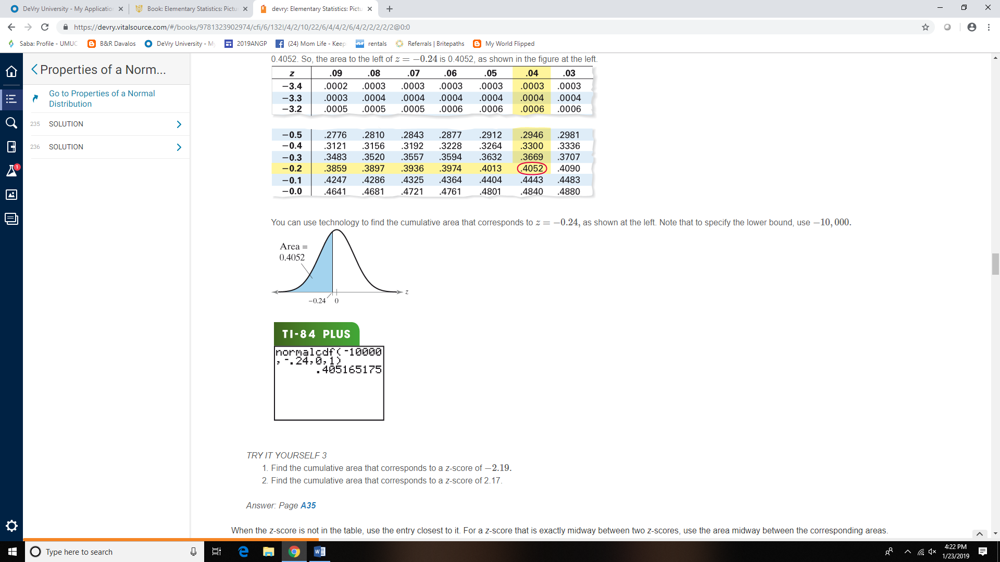 DeVry University - My Application
Book: Elementary Statistics: Pictu
devry: Elementary Statistics: Pictu
https://devry.vitalsource.com/#/books/9781323902974/cfi/6/132!/4/2/10/22/6/4/4/2/6/4/2/2/2/2/2@0:0
Saba: Profile - UMUC
B&R Davalos
DeVry University - My
2019ANGP
(24) Mom Life - Keep
rentals
Referrals | Britepaths
My World Flipped
Properties of a Norm...
Go to Properties of a Normal
Distribution
235 SOLUTION
236 SOLUTION
1
0.4052. So, the area to the left of z = −0.24 is 0.4052, as shown in the figure at the left.
z .09 .08 .07 .06 .05 .04 .03
−3.4 .0002 .0003 .0003 .0003 .0003 .0003 .0003
−3.3 .0003 .0004 .0004 .0004 .0004 .0004 .0004
−3.2 .0005 .0005 .0005 .0006 .0006 .0006 .0006
−0.5 .2776 .2810 .2843 .2877 .2912 .2946 .2981
−0.4 .3121 .3156 .3192 .3228 .3264 .3300 .3336
−0.3 .3483 .3520 .3557 .3594 .3632 .3669 .3707
−0.2 .3859 .3897 .3936 .3974 .4013 .4052 .4090
−0.1 .4247 .4286 .4325 .4364 .4404 .4443 .4483
−0.0 .4641 .4681 .4721 .4761 .4801 .4840 .4880
You can use technology to find the cumulative area that corresponds to z = −0.24, as shown at the left. Note that to specify the lower bound, use −10,000.
Area =
0.4052
z
−0.24 0
TI-84 PLUS
normalcdf(-10000
,-.24,0,1)
.405165175
TRY IT YOURSELF 3
1. Find the cumulative area that corresponds to a z-score of −2.19.
2. Find the cumulative area that corresponds to a z-score of 2.17.
Answer: Page A35
When the z-score is not in the table, use the entry closest to it. For a z-score that is exactly midway between two z-scores, use the area midway between the corresponding areas.
Type here to search
4:22 PM
1/23/2019